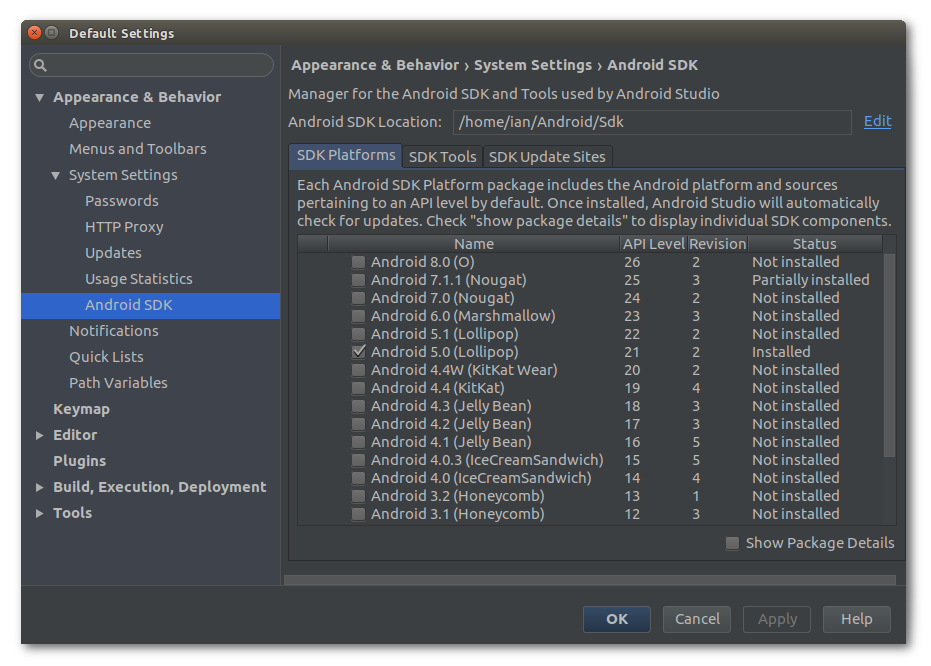 Default Settings
Appearance & Behavior
Appearance
Menus and Toolbars
System Settings
Passwords
HTTP Proxy
Updates
Usage Statistics
Android SDK
Notifications
Quick Lists
Path Variables
Keymap
Editor
Plugins
Build, Execution, Deployment
Tools
Appearance & Behavior › System Settings › Android SDK
Manager for the Android SDK and Tools used by Android Studio
Android SDK Location: /home/ian/Android/Sdk Edit
SDK Platforms SDK Tools SDK Update Sites
Each Android SDK Platform package includes the Android platform and sources
pertaining to an API level by default. Once installed, Android Studio will automatically
check for updates. Check "show package details" to display individual SDK components.
Name API Level Revision Status
Android 8.0 (O) 26 2 Not installed
Android 7.1.1 (Nougat) 25 3 Partially installed
Android 7.0 (Nougat) 24 2 Not installed
Android 6.0 (Marshmallow) 23 3 Not installed
Android 5.1 (Lollipop) 22 2 Not installed
Android 5.0 (Lollipop) 21 2 Installed
Android 4.4W (KitKat Wear) 20 2 Not installed
Android 4.4 (KitKat) 19 4 Not installed
Android 4.3 (Jelly Bean) 18 3 Not installed
Android 4.2 (Jelly Bean) 17 3 Not installed
Android 4.1 (Jelly Bean) 16 5 Not installed
Android 4.0.3 (IceCreamSandwich) 15 5 Not installed
Android 4.0 (IceCreamSandwich) 14 4 Not installed
Android 3.2 (Honeycomb) 13 1 Not installed
Android 3.1 (Honeycomb) 12 3 Not installed
Show Package Details
OK Cancel Apply Help